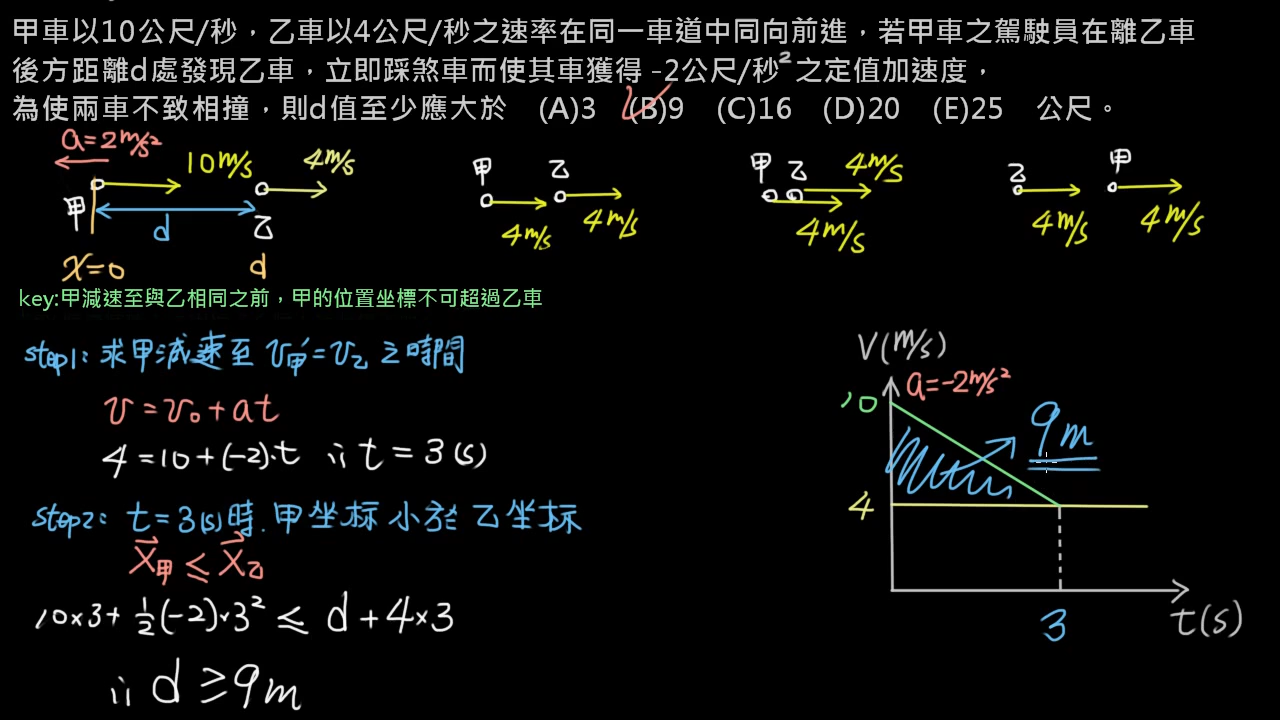 甲車以10公尺/秒，乙車以4公尺/秒之速率在同一車道中同向前進，若甲車之駕駛員在離乙車
後方距離d處發現乙車，立即踩煞車而使其車獲得 -2公尺/秒²之定值加速度，
為使兩車不致相撞，則d值至少應大於 (A)3 (B)9 (C)16 (D)20 (E)25 公尺。
a=2m/s²
10m/s 4m/s
甲 d 乙
x=0 d
甲 乙
4m/s 4m/s
甲 乙 4m/s
4m/s
乙 甲
4m/s 4m/s
key:甲減速至與乙相同之前，甲的位置坐標不可超過乙車
step1: 求甲減速至 v甲'=v乙 之時間
v=v₀+at
4=10+(-2)·t ∴t=3(s)
step2: t=3(s)時.甲坐标小於乙坐标
x⃗甲 ≤ x⃗乙
10×3+½(-2)×3² ≤ d+4×3
∴ d≥9m
V(m/s)
a=-2m/s²
10
9m
4
3
t(s)